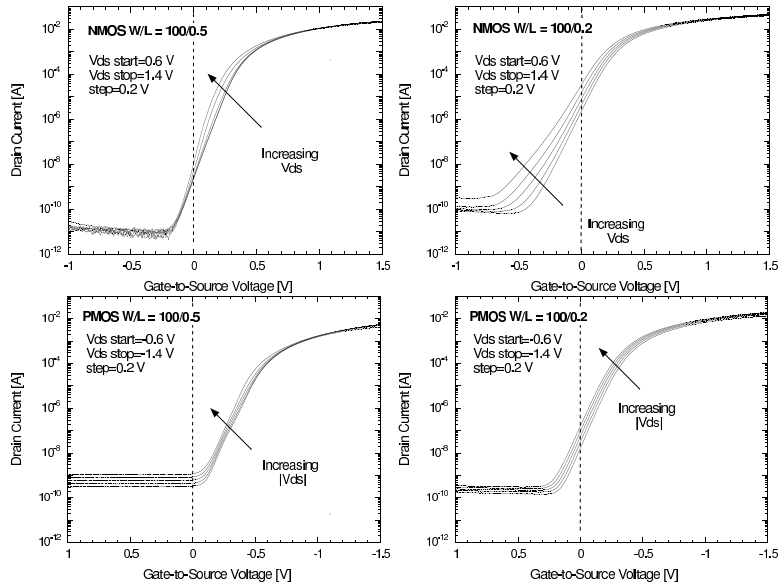 NMOS W/L = 100/0.5
Vds start=0.6 V
Vds stop=1.4 V
step=0.2 V
Increasing
Vds
Drain Current [A]
10^-2
10^-4
10^-6
10^-8
10^-10
10^-12
-1
-0.5
0
0.5
1
1.5
Gate-to-Source Voltage [V]
NMOS W/L = 100/0.2
Vds start=0.6 V
Vds stop=1.4 V
step=0.2 V
Increasing
Vds
Drain Current [A]
10^-2
10^-4
10^-6
10^-8
10^-10
10^-12
-1
-0.5
0
0.5
1
1.5
Gate-to-Source Voltage [V]
PMOS W/L = 100/0.5
Vds start=-0.6 V
Vds stop=-1.4 V
step=0.2 V
Increasing
|Vds|
Drain Current [A]
10^-2
10^-4
10^-6
10^-8
10^-10
10^-12
1
0.5
0
-0.5
-1
-1.5
Gate-to-Source Voltage [V]
PMOS W/L = 100/0.2
Vds start=-0.6 V
Vds stop=-1.4 V
step=0.2 V
Increasing
|Vds|
Drain Current [A]
10^-2
10^-4
10^-6
10^-8
10^-10
10^-12
1
0.5
0
-0.5
-1
-1.5
Gate-to-Source Voltage [V]